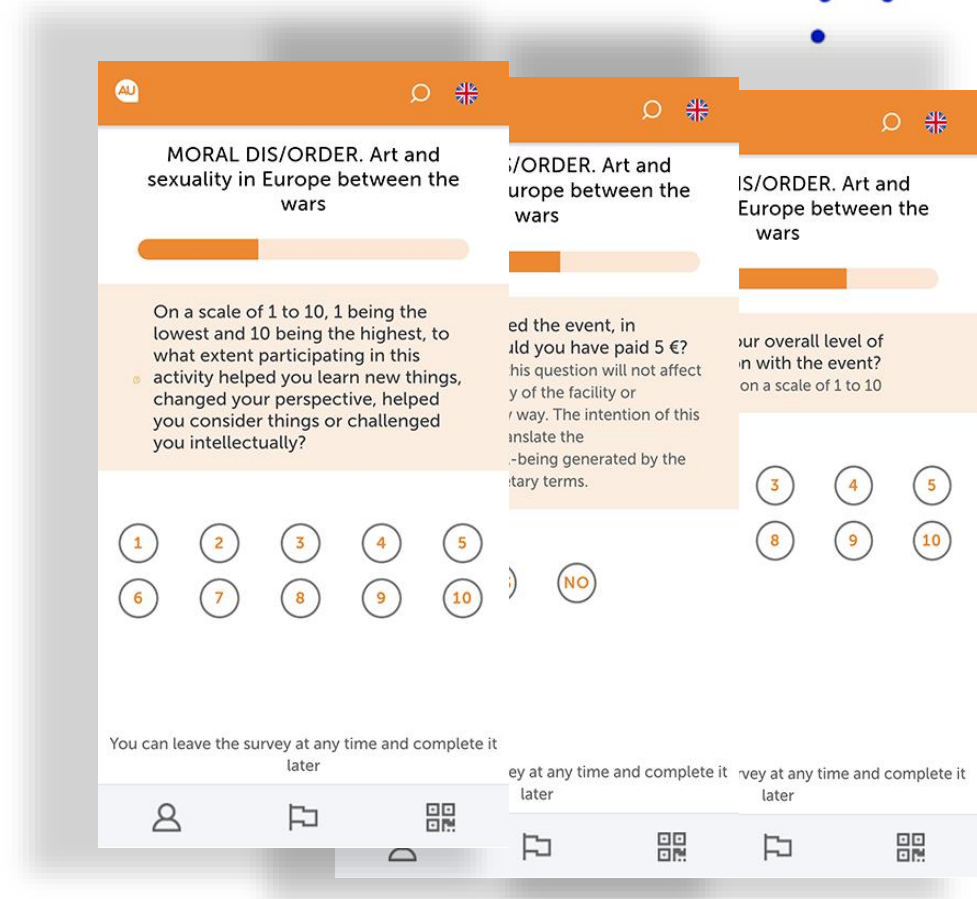 AU
MORAL DIS/ORDER. Art and
sexuality in Europe between the
wars
On a scale of 1 to 10, 1 being the
lowest and 10 being the highest, to
what extent participating in this
activity helped you learn new things,
changed your perspective, helped
you consider things or challenged
you intellectually?
1 2 3 4 5
6 7 8 9 10
You can leave the survey at any time and complete it
later
S/ORDER. Art and
urope between the
wars
ed the event, in
uld you have paid 5 €?
his question will not affect
y of the facility or
way. The intention of this
anslate the
-being generated by the
tary terms.
NO
ey at any time and complete it
later
IS/ORDER. Art and
Europe between the
wars
our overall level of
n with the event?
on a scale of 1 to 10
3 4 5
8 9 10
vey at any time and complete it
later